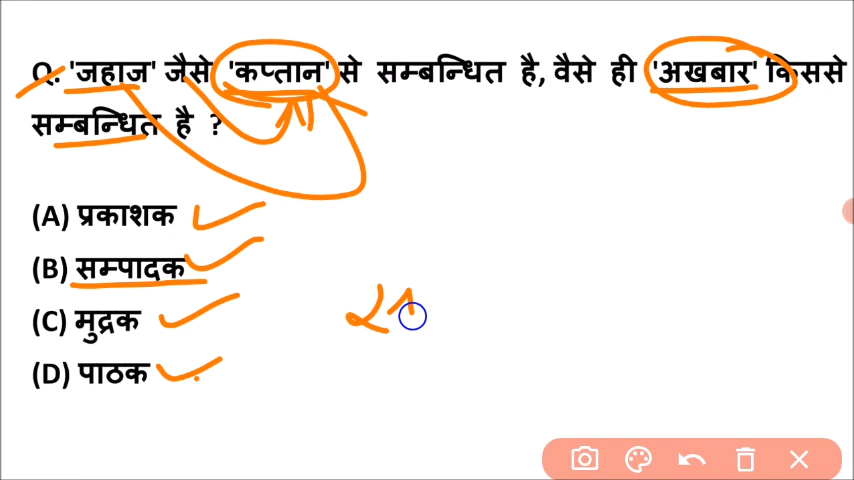 Q. 'जहाज' जैसे 'कप्तान' से सम्बन्धित है, वैसे ही 'अखबार' किससे
सम्बन्धित है ?
(A) प्रकाशक
(B) सम्पादक
(C) मुद्रक
(D) पाठक